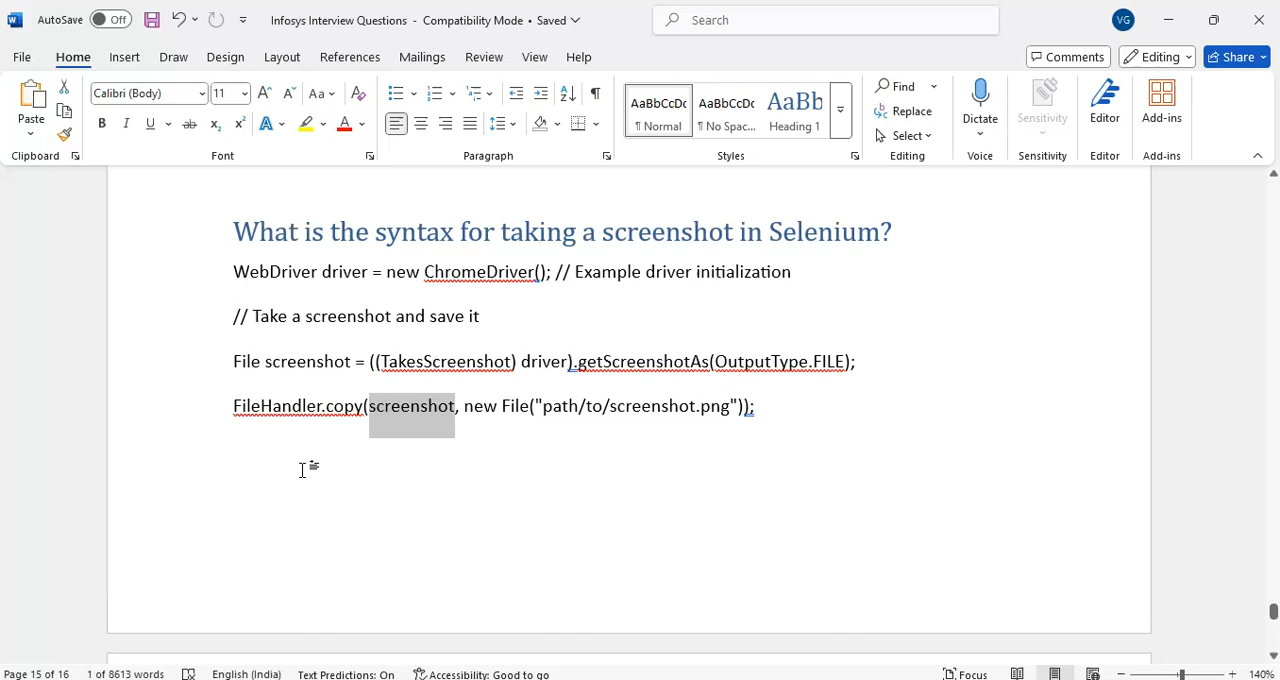 AutoSave Off Infosys Interview Questions - Compatibility Mode • Saved Search VG
File Home Insert Draw Design Layout References Mailings Review View Help Comments Editing Share
Paste Calibri (Body) 11 A A Aa A AaBbCcDc AaBbCcDc AaBb Find Dictate Sensitivity Editor Add-ins
B I U ab x₂ x² A A ¶ Normal ¶ No Spac... Heading 1 Replace Select
Clipboard Font Paragraph Styles Editing Voice Sensitivity Editor Add-ins
What is the syntax for taking a screenshot in Selenium?
WebDriver driver = new ChromeDriver(); // Example driver initialization
// Take a screenshot and save it
File screenshot = ((TakesScreenshot) driver).getScreenshotAs(OutputType.FILE);
FileHandler.copy(screenshot, new File("path/to/screenshot.png"));
Page 15 of 16 1 of 8613 words English (India) Text Predictions: On Accessibility: Good to go Focus 140%